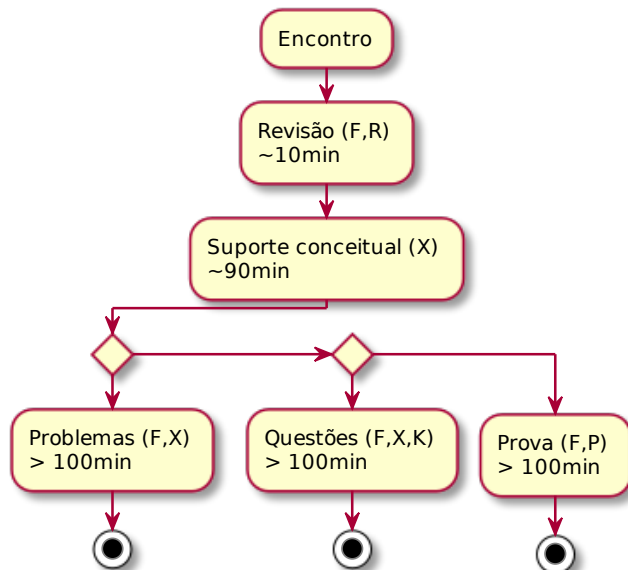 Encontro
Revisão (F,R)
~10min
Suporte conceitual (X)
~90min
Problemas (F,X)
> 100min
Questões (F,X,K)
> 100min
Prova (F,P)
> 100min